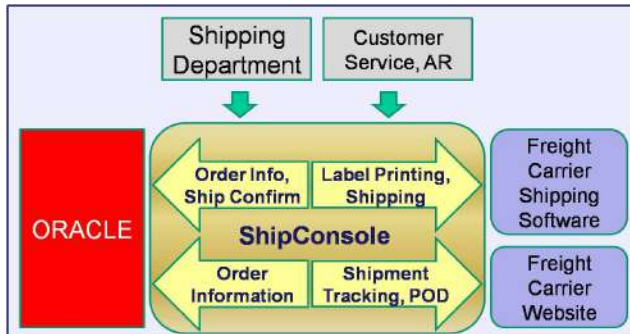 Shipping
Department
Customer
Service, AR
ORACLE
Order Info,
Ship Confirm
Label Printing,
Shipping
ShipConsole
Order
Information
Shipment
Tracking, POD
Freight
Carrier
Shipping
Software
Freight
Carrier
Website